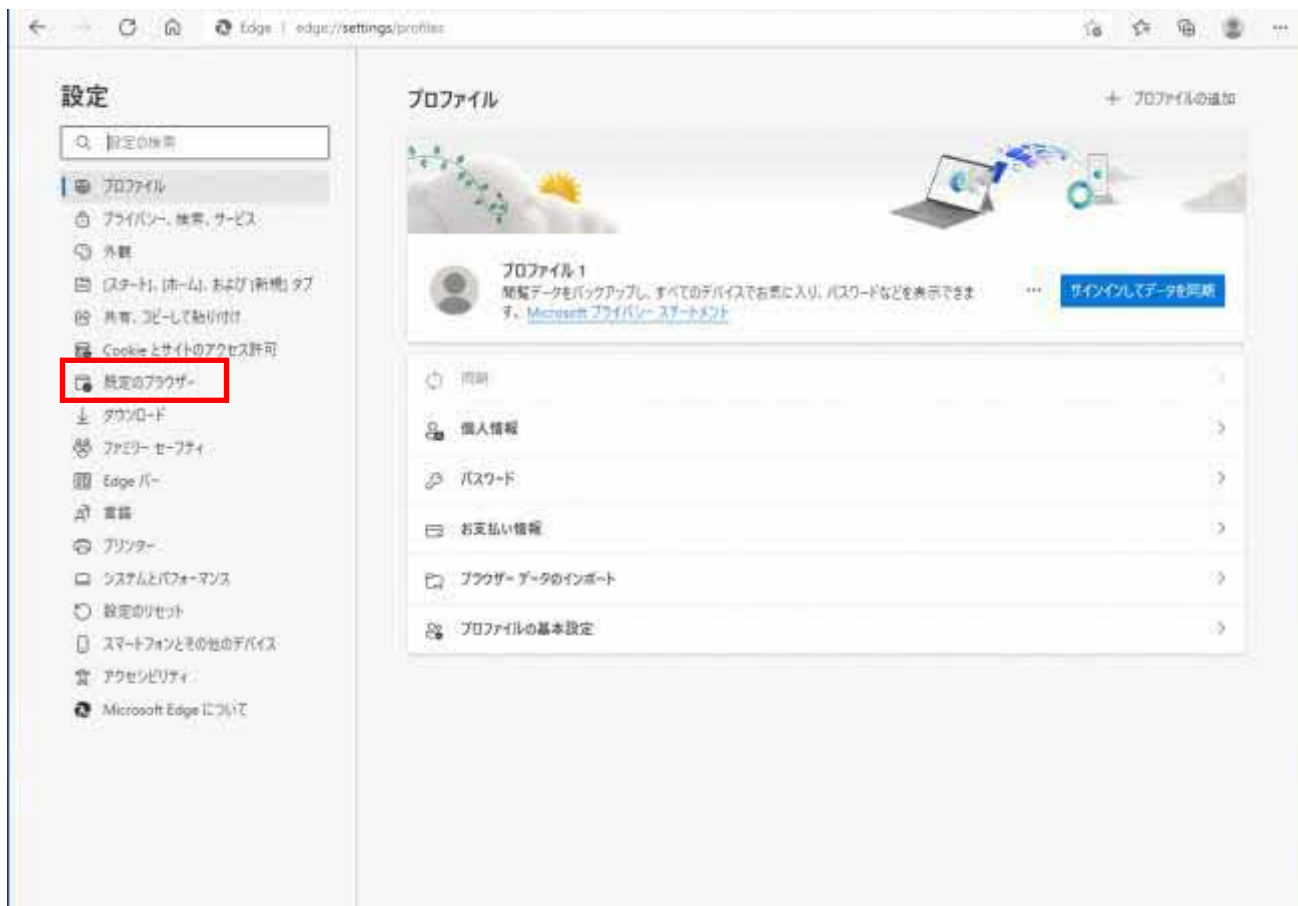 Edge | edge://settings/profiles
設定
設定の検索
プロファイル
プライバシー、検索、サービス
外観
[スタート]、[ホーム]、および [新規] タブ
共有、コピーして貼り付け
Cookie とサイトのアクセス許可
既定のブラウザー
ダウンロード
ファミリー セーフティ
Edge バー
言語
プリンター
システムとパフォーマンス
設定のリセット
スマートフォンとその他のデバイス
アクセシビリティ
Microsoft Edge について
プロファイル
プロファイルの追加
プロファイル 1
閲覧データをバックアップし、すべてのデバイスでお気に入り、パスワードなどを表示できま
す。Microsoft プライバシー ステートメント
サインインしてデータを同期
同期
個人情報
パスワード
お支払い情報
ブラウザー データのインポート
プロファイルの基本設定